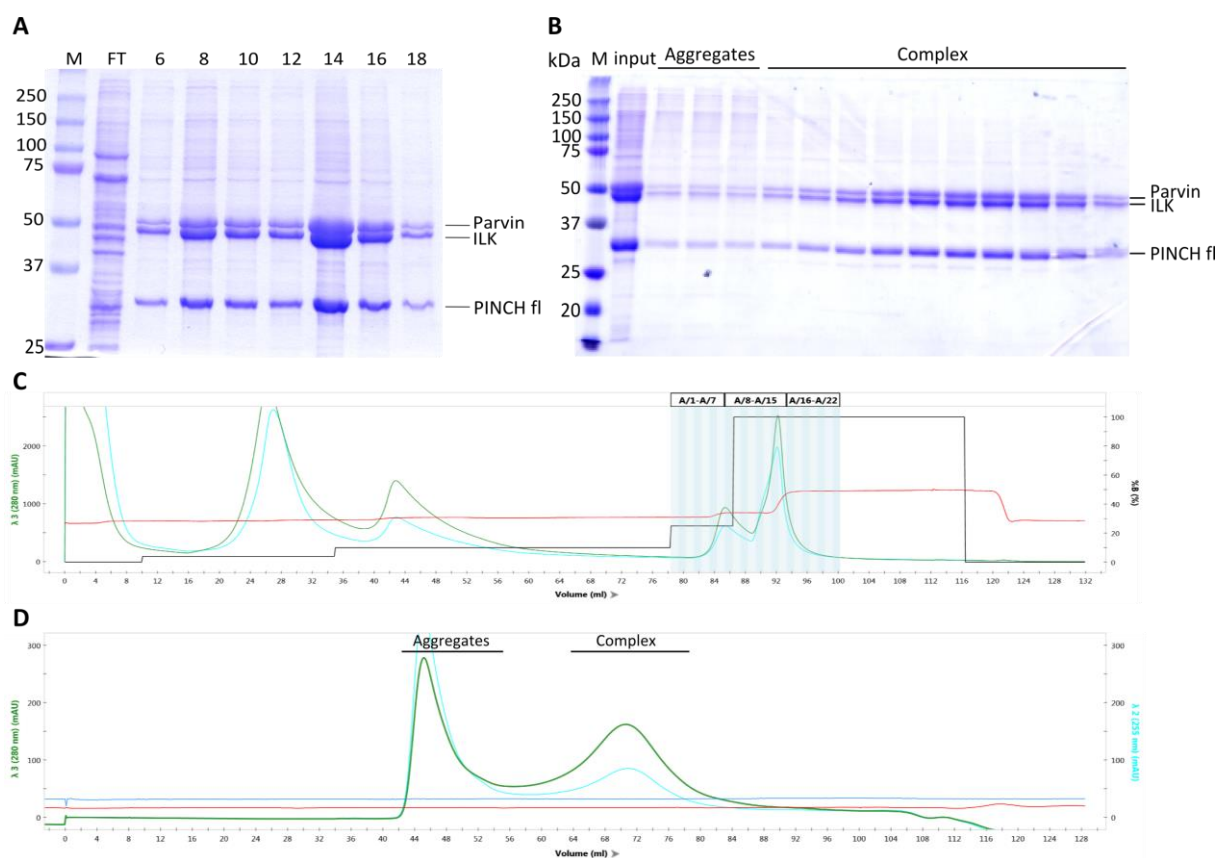 A
M FT 6 8 10 12 14 16 18
250
150
100
75
50
37
25
Parvin
ILK
PINCH fl
B
kDa M input Aggregates Complex
250
150
100
75
50
37
25
20
15
Parvin
ILK
PINCH fl
C
A/1-A/7 A/8-A/15 A/16-A/22
λ 3 (280 nm) (mAU)
2000
1000
0
100
80
60
40
20
0
%B (%)
0 4 8 12 16 20 24 28 32 36 40 44 48 52 56 60 64 68 72 76 80 84 88 92 96 100 104 108 112 116 120 124 128 132
Volume (ml)
D
Aggregates Complex
λ 3 (280 nm) (mAU)
300
200
100
0
300
200
100
0
λ 2 (255 nm) (mAU)
0 4 8 12 16 20 24 28 32 36 40 44 48 52 56 60 64 68 72 76 80 84 88 92 96 100 104 108 112 116 120 124 128
Volume (ml)